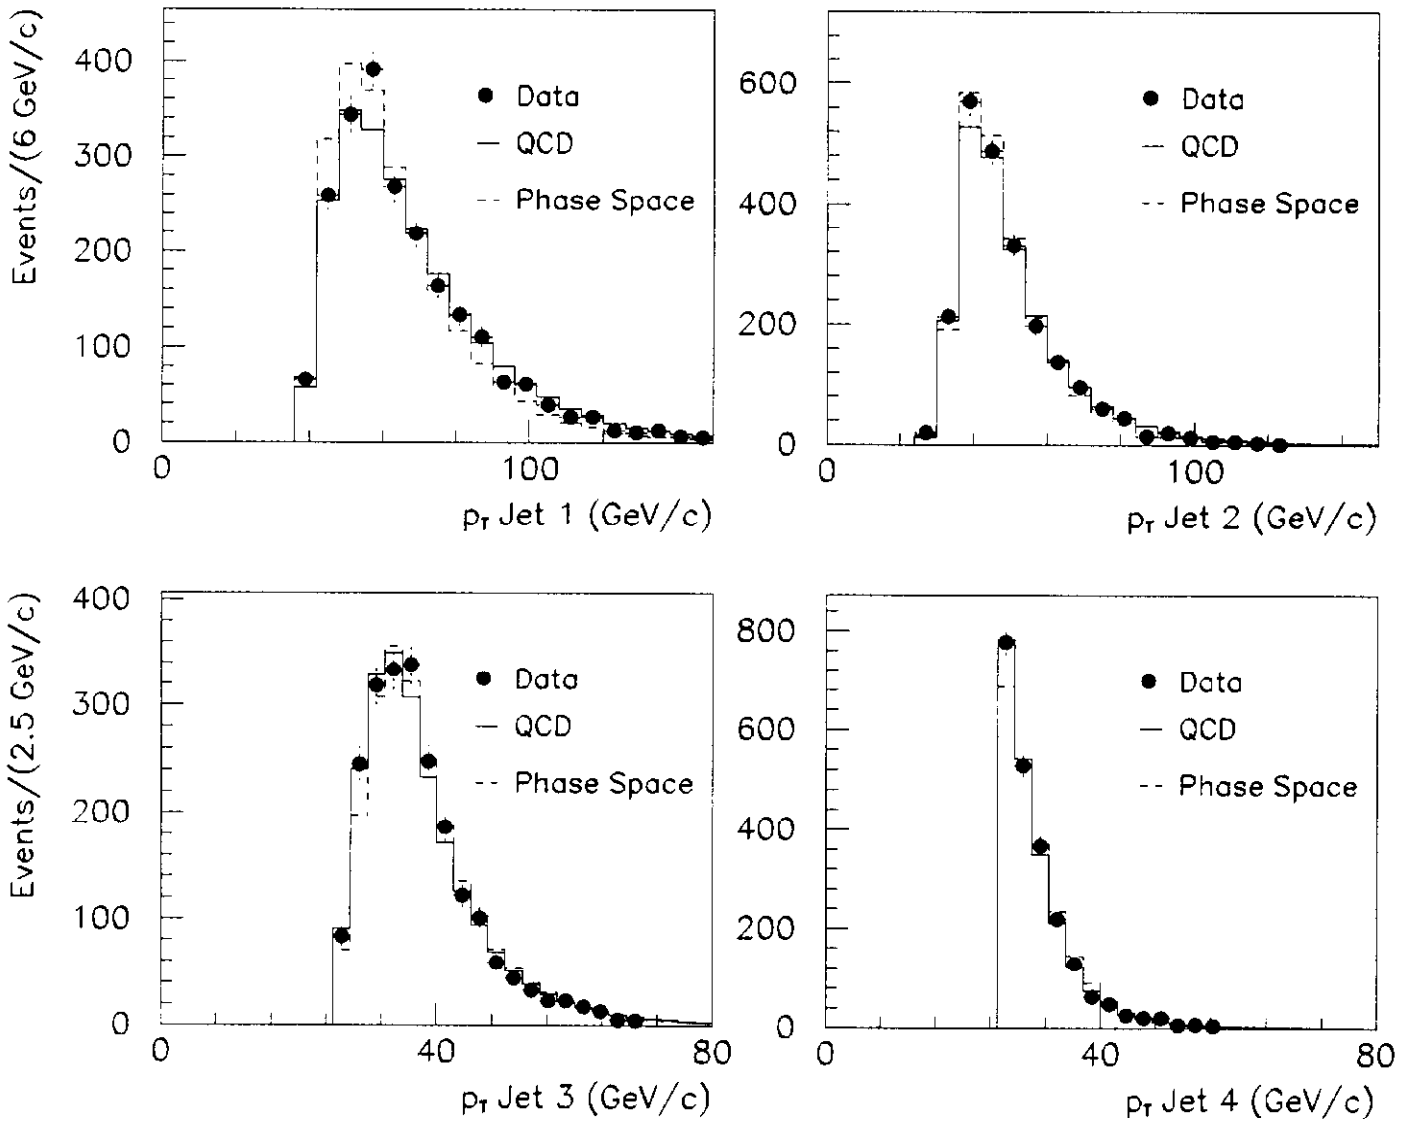 Events/(6 GeV/c)
400
300
200
100
0
Data
QCD
Phase Space
0
100
p_T Jet 1 (GeV/c)
600
400
200
0
Data
QCD
Phase Space
0
100
p_T Jet 2 (GeV/c)
Events/(2.5 GeV/c)
400
300
200
100
0
Data
QCD
Phase Space
0
40
80
p_T Jet 3 (GeV/c)
800
600
400
200
0
Data
QCD
Phase Space
0
40
80
p_T Jet 4 (GeV/c)